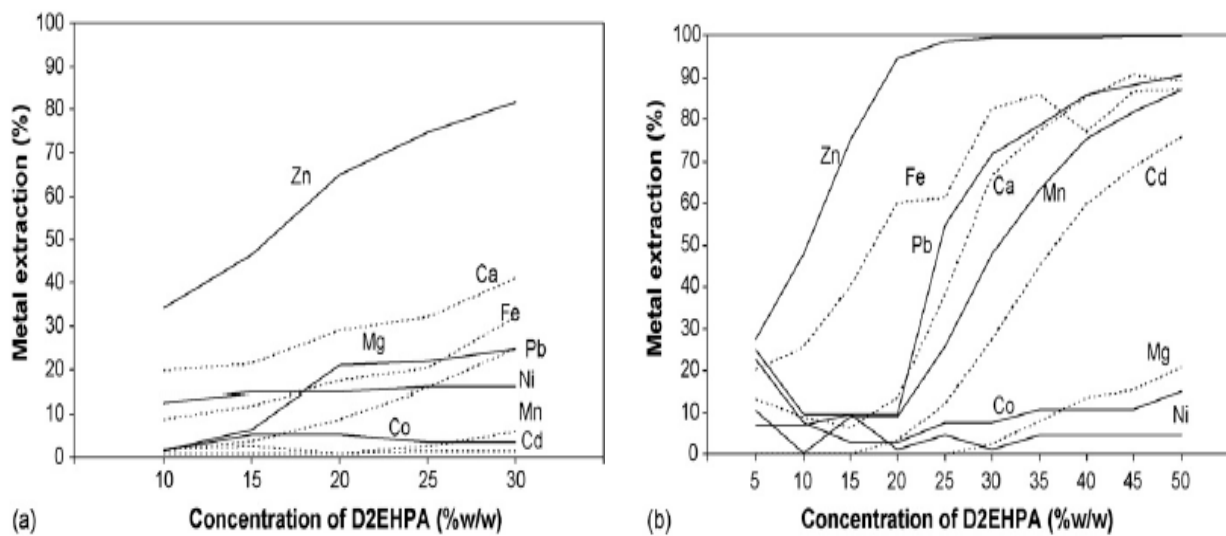 100
90
80
70
60
50
40
30
20
10
0
Metal extraction (%)
Zn
Ca
Fe
Mg
Pb
Ni
Mn
Co
Cd
10 15 20 25 30
(a) Concentration of D2EHPA (%w/w)
100
90
80
70
60
50
40
30
20
10
0
Metal extraction (%)
Zn
Fe
Ca
Mn
Cd
Pb
Mg
Co
Ni
5 10 15 20 25 30 35 40 45 50
(b) Concentration of D2EHPA (%w/w)